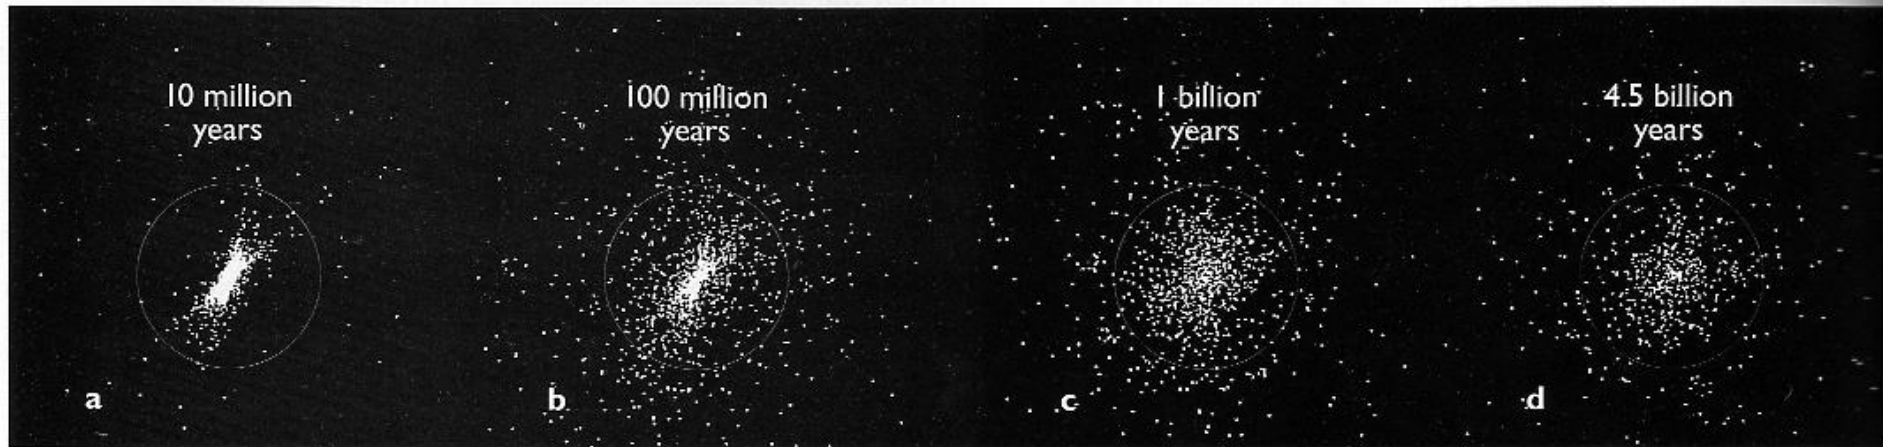 10 million
years
a
100 million
years
b
1 billion
years
c
4.5 billion
years
d